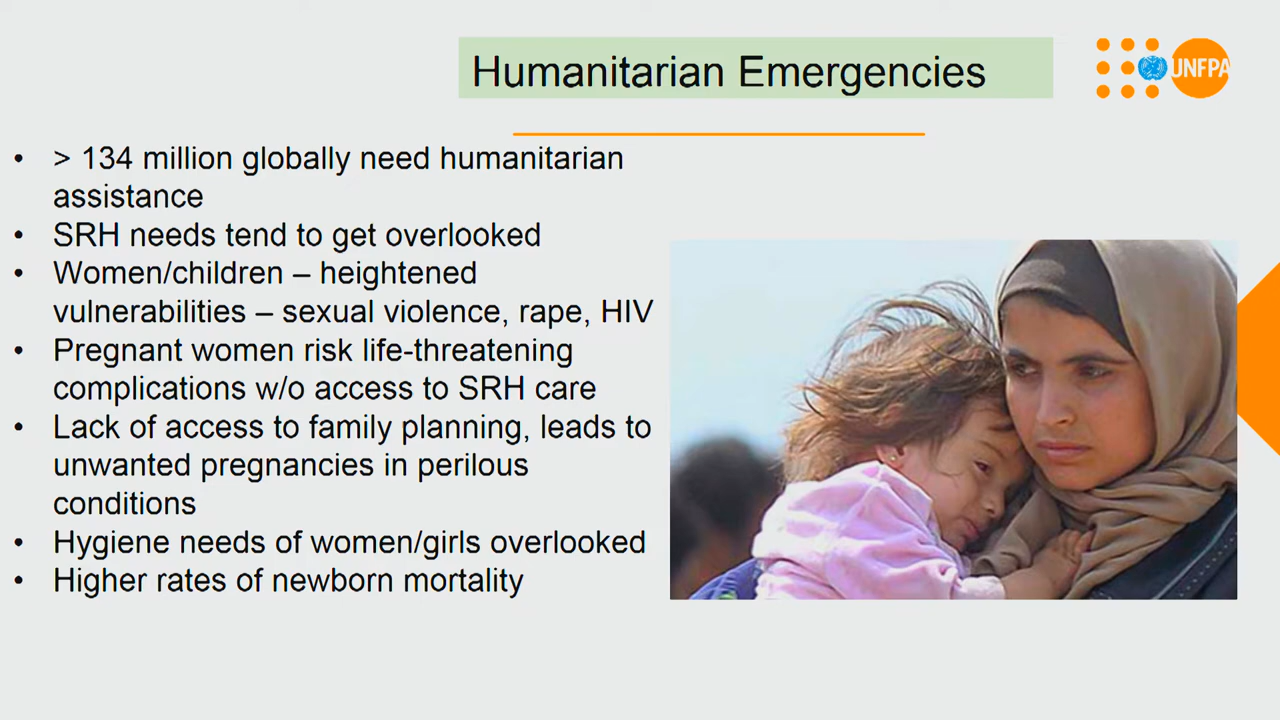 Humanitarian Emergencies
UNFPA
• > 134 million globally need humanitarian
assistance
• SRH needs tend to get overlooked
• Women/children – heightened
vulnerabilities – sexual violence, rape, HIV
• Pregnant women risk life-threatening
complications w/o access to SRH care
• Lack of access to family planning, leads to
unwanted pregnancies in perilous
conditions
• Hygiene needs of women/girls overlooked
• Higher rates of newborn mortality